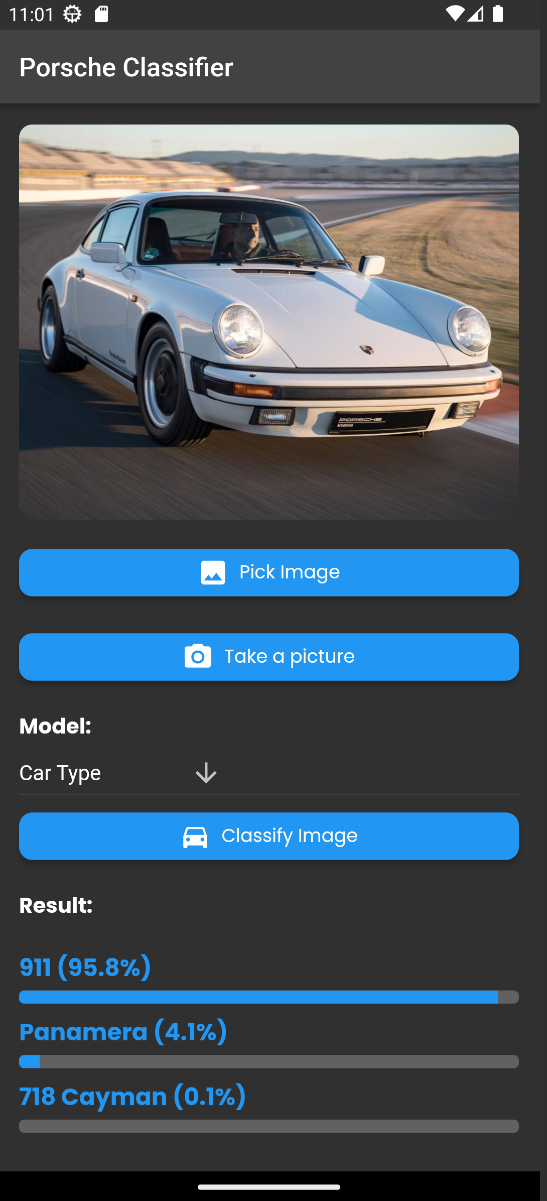 11:01
Porsche Classifier
PORSCHE
Pick Image
Take a picture
Model:
Car Type
Classify Image
Result:
911 (95.8%)
Panamera (4.1%)
718 Cayman (0.1%)